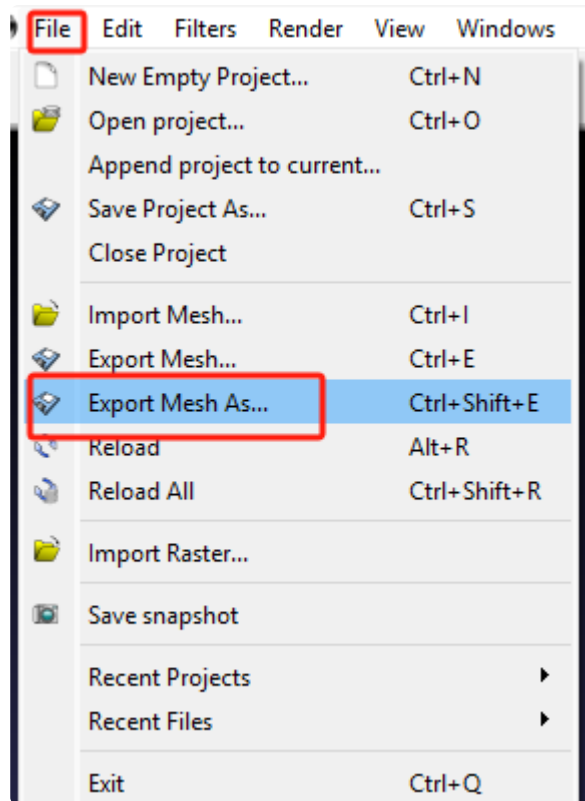 File Edit Filters Render View Windows
New Empty Project... Ctrl+N
Open project... Ctrl+O
Append project to current...
Save Project As... Ctrl+S
Close Project
Import Mesh... Ctrl+I
Export Mesh... Ctrl+E
Export Mesh As... Ctrl+Shift+E
Reload Alt+R
Reload All Ctrl+Shift+R
Import Raster...
Save snapshot
Recent Projects
Recent Files
Exit Ctrl+Q